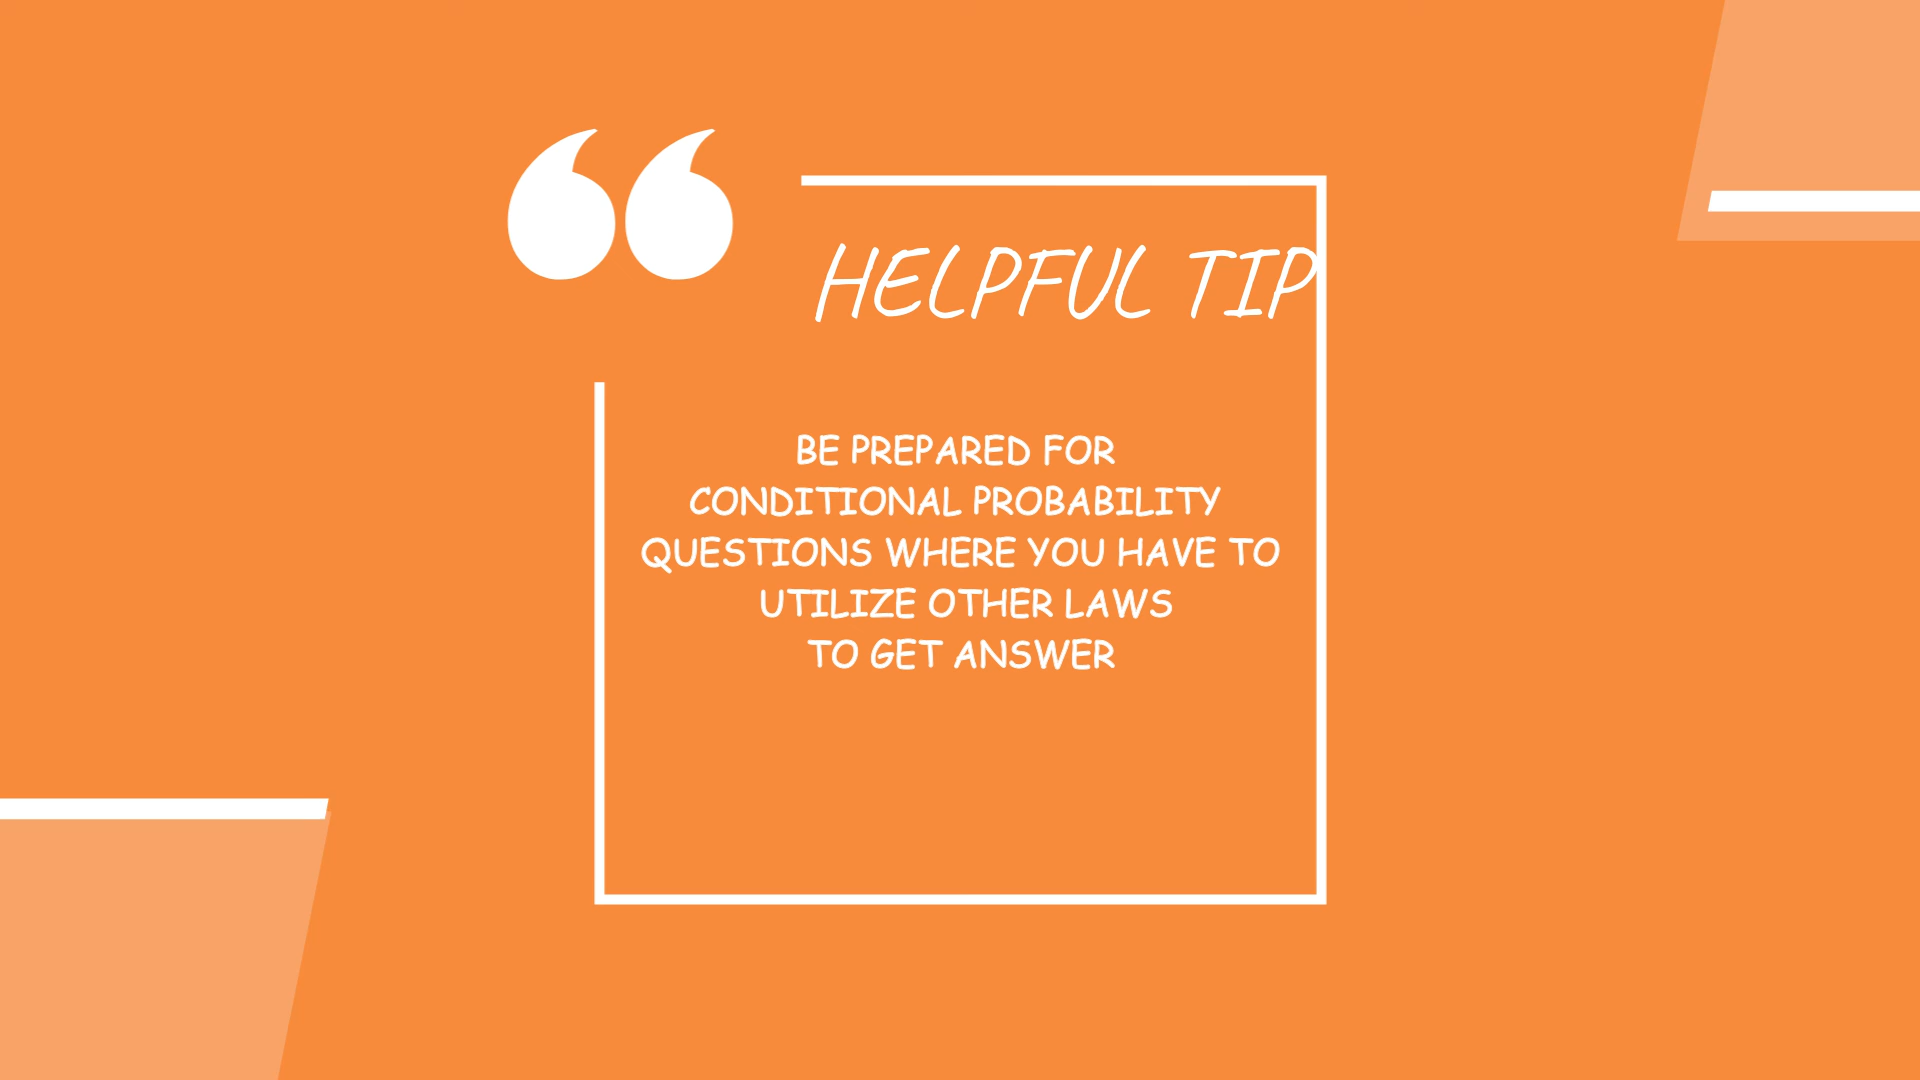 HELPFUL TIP
BE PREPARED FOR
CONDITIONAL PROBABILITY
QUESTIONS WHERE YOU HAVE TO
UTILIZE OTHER LAWS
TO GET ANSWER